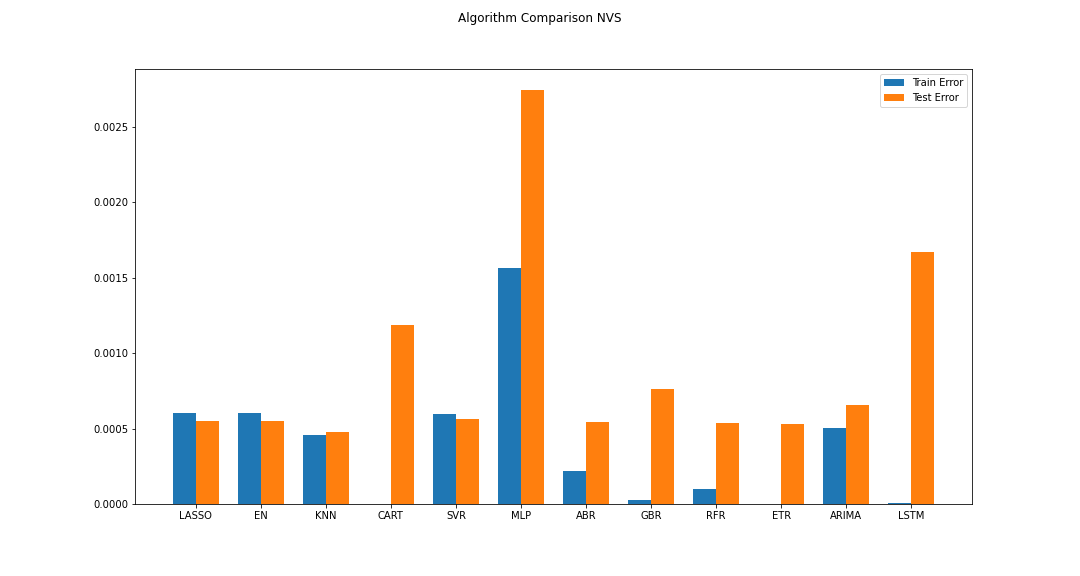 Algorithm Comparison NVS
Train Error
Test Error
0.0025
0.0020
0.0015
0.0010
0.0005
0.0000
LASSO EN KNN CART SVR MLP ABR GBR RFR ETR ARIMA LSTM